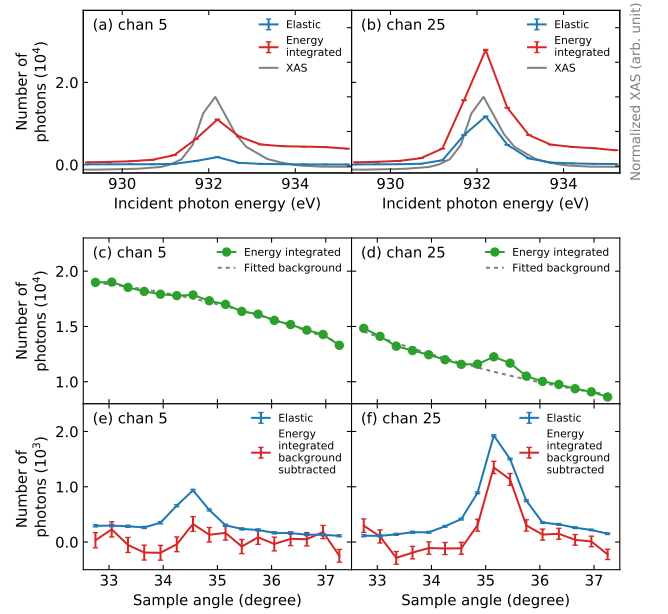 (a) chan 5
Elastic
Energy
integrated
XAS
(b) chan 25
Elastic
Energy
integrated
XAS
Number of
photons (10⁴)
2.0
0.0
Normalized XAS (arb. unit)
930
932
934
930
932
934
Incident photon energy (eV)
Incident photon energy (eV)
(c) chan 5
Energy integrated
Fitted background
(d) chan 25
Energy integrated
Fitted background
Number of
photons (10⁴)
2.0
1.5
1.0
(e) chan 5
Elastic
Energy
integrated
background
subtracted
(f) chan 25
Elastic
Energy
integrated
background
subtracted
Number of
photons (10³)
2.0
1.0
0.0
33
34
35
36
37
33
34
35
36
37
Sample angle (degree)
Sample angle (degree)